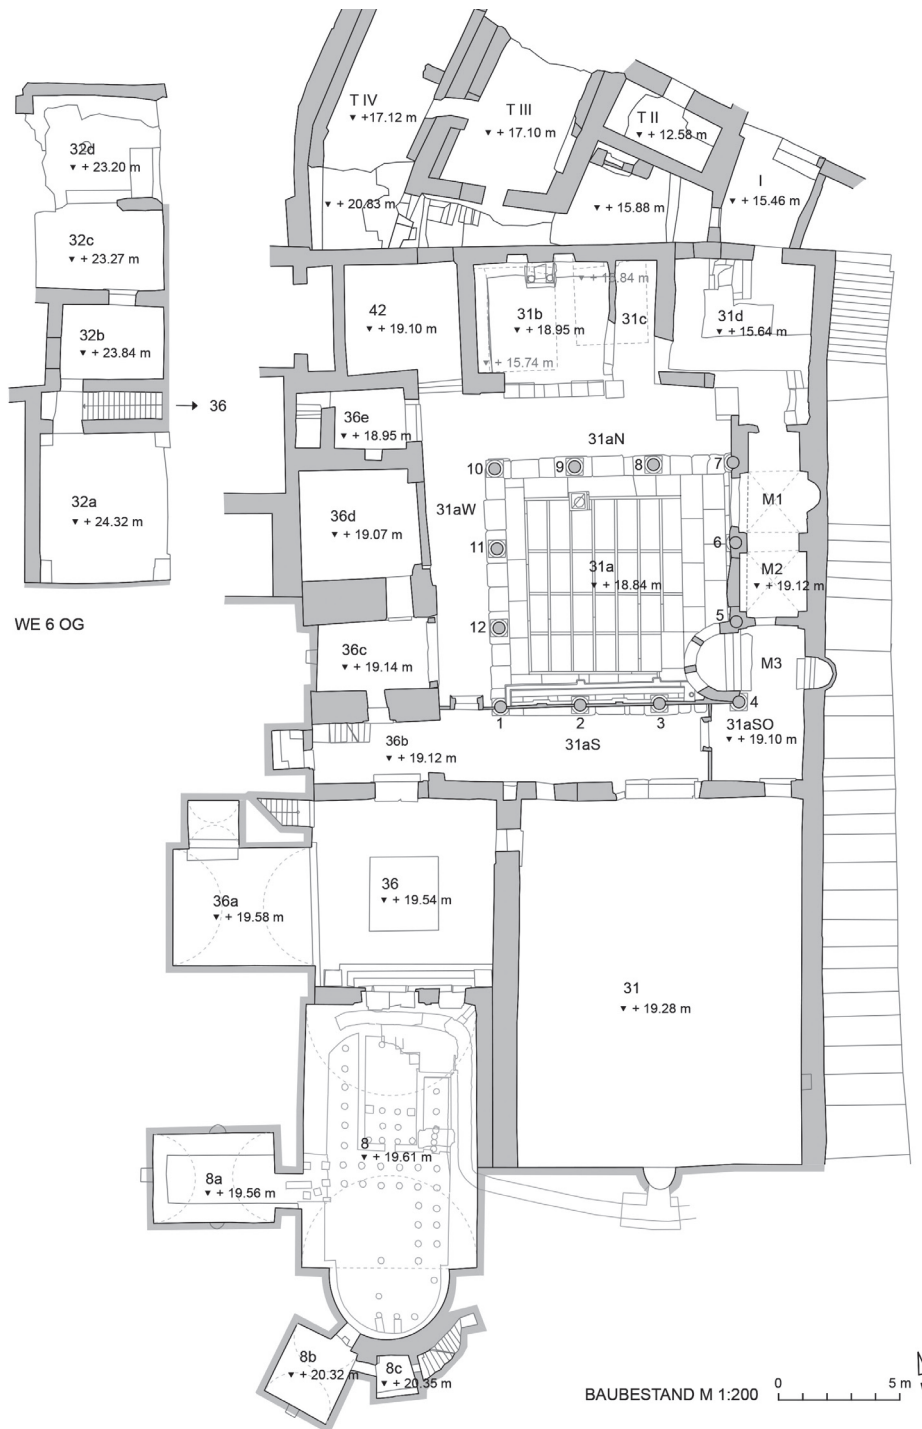 T IV
▼ +17.12 m
T III
▼ + 17.10 m
T II
▼ + 12.58 m
I
▼ + 15.46 m
▼ + 20.83 m
▼ + 15.88 m
32d
▼ + 23.20 m
32c
▼ + 23.27 m
32b
▼ + 23.84 m
→ 36
32a
▼ + 24.32 m
WE 6 OG
42
▼ + 19.10 m
31b
▼ + 18.95 m
▼ + 15.74 m
31c
31d
▼ + 15.64 m
36e
▼ + 18.95 m
31aN
10
9
8
7
31aW
M1
36d
▼ + 19.07 m
11
6
31a
▼ + 18.84 m
M2
▼ + 19.12 m
12
5
36c
▼ + 19.14 m
M3
1
2
3
4
31aSO
▼ + 19.10 m
36b
▼ + 19.12 m
31aS
36
▼ + 19.54 m
36a
▼ + 19.58 m
31
▼ + 19.28 m
8
▼ + 19.61 m
8a
▼ + 19.56 m
8b
▼ + 20.32 m
8c
▼ + 20.35 m
BAUBESTAND M 1:200
0
5 m